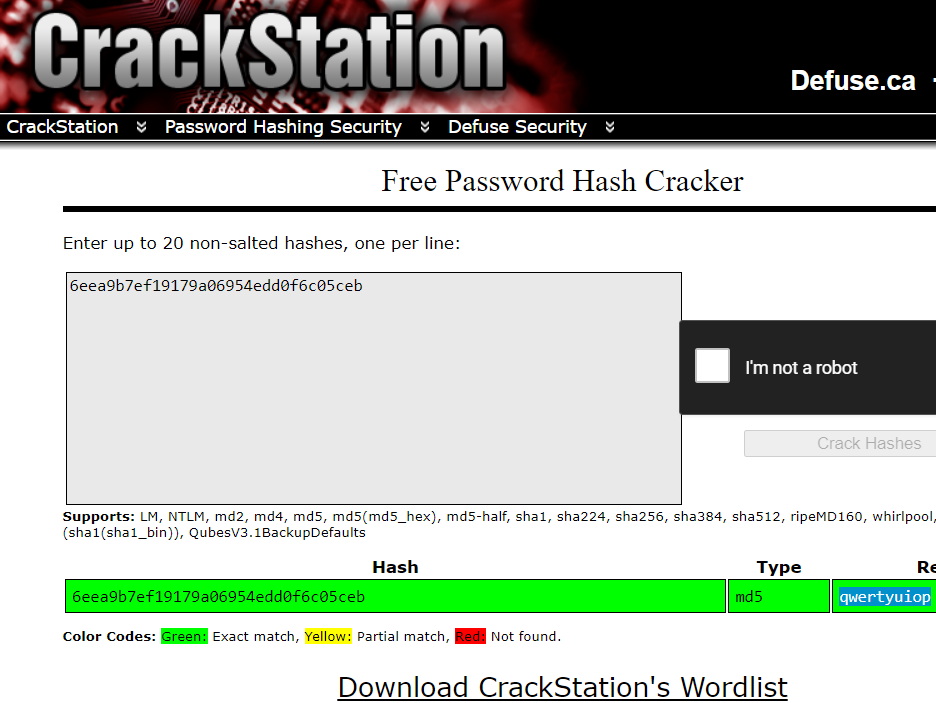 CrackStation
Defuse.ca
CrackStation Password Hashing Security Defuse Security
Free Password Hash Cracker
Enter up to 20 non-salted hashes, one per line:
6eea9b7ef19179a06954edd0f6c05ceb
I'm not a robot
Crack Hashes
Supports: LM, NTLM, md2, md4, md5, md5(md5_hex), md5-half, sha1, sha224, sha256, sha384, sha512, ripeMD160, whirlpool,
(sha1(sha1_bin)), QubesV3.1BackupDefaults
Hash Type Re
6eea9b7ef19179a06954edd0f6c05ceb md5 qwertyuiop
Color Codes: Green: Exact match, Yellow: Partial match, Red: Not found.
Download CrackStation's Wordlist